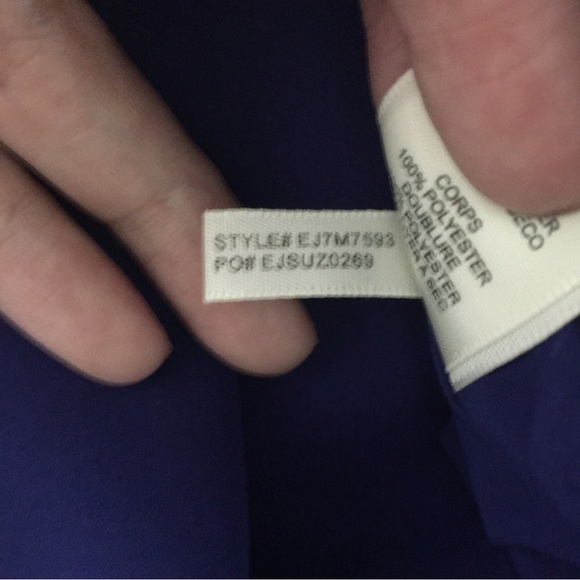 STYLE# EJ7M7593
PO# EJSUZ0269
CORPS
100% POLYESTER
DOUBLURE
POLYESTER